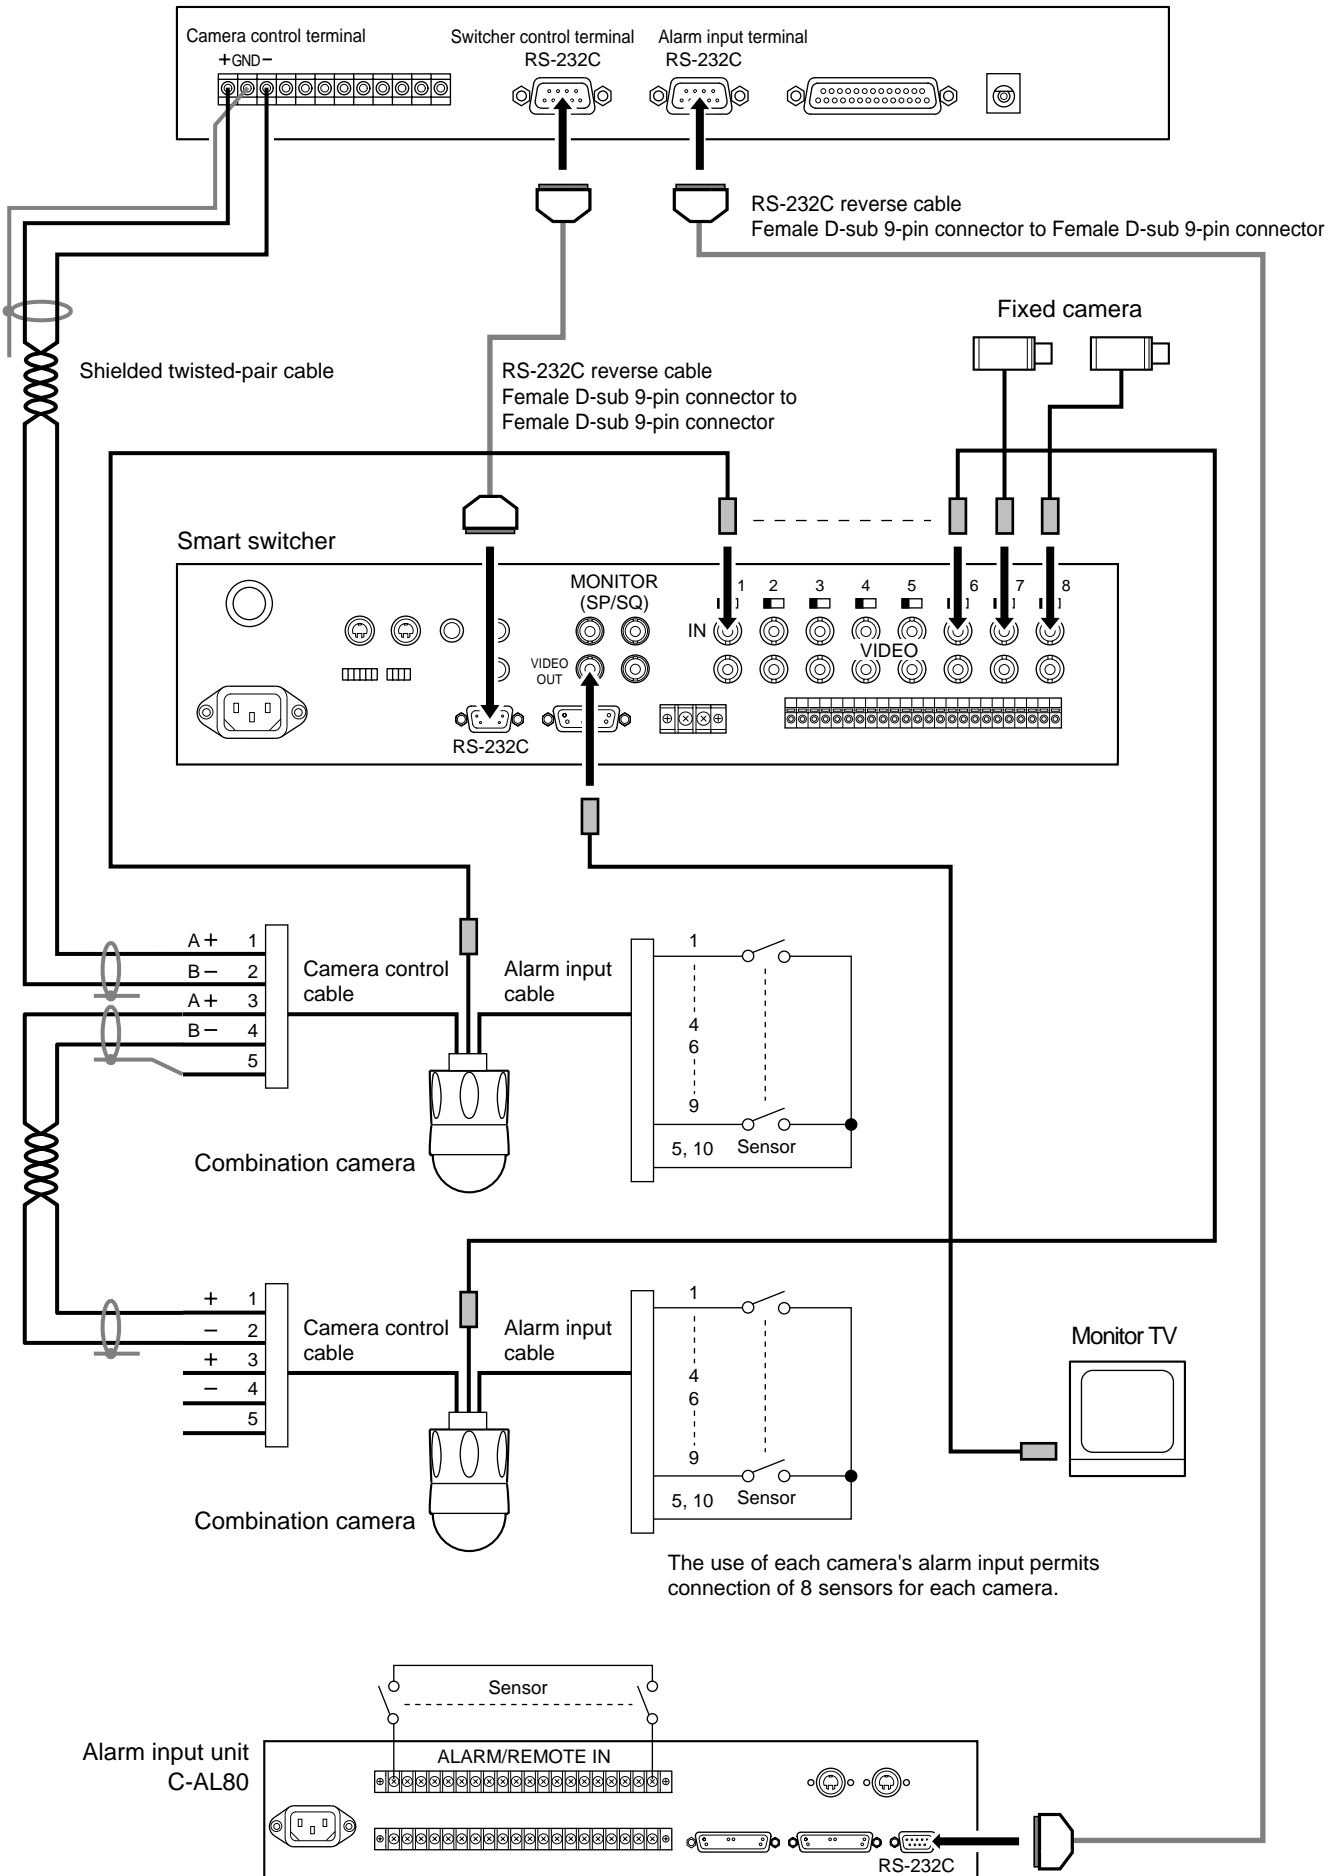 Camera control terminal
+GND−
Switcher control terminal
RS-232C
Alarm input terminal
RS-232C
RS-232C reverse cable
Female D-sub 9-pin connector to Female D-sub 9-pin connector
Fixed camera
Shielded twisted-pair cable
RS-232C reverse cable
Female D-sub 9-pin connector to
Female D-sub 9-pin connector
Smart switcher
MONITOR
(SP/SQ)
1 2 3 4 5 6 7 8
IN
VIDEO
VIDEO
OUT
RS-232C
A+ 1
B− 2
A+ 3
B− 4
5
Camera control
cable
Alarm input
cable
1
4
6
9
5, 10
Sensor
Combination camera
+ 1
− 2
+ 3
− 4
5
Camera control
cable
Alarm input
cable
1
4
6
9
5, 10
Sensor
Monitor TV
Combination camera
The use of each camera's alarm input permits
connection of 8 sensors for each camera.
Sensor
Alarm input unit
C-AL80
ALARM/REMOTE IN
RS-232C